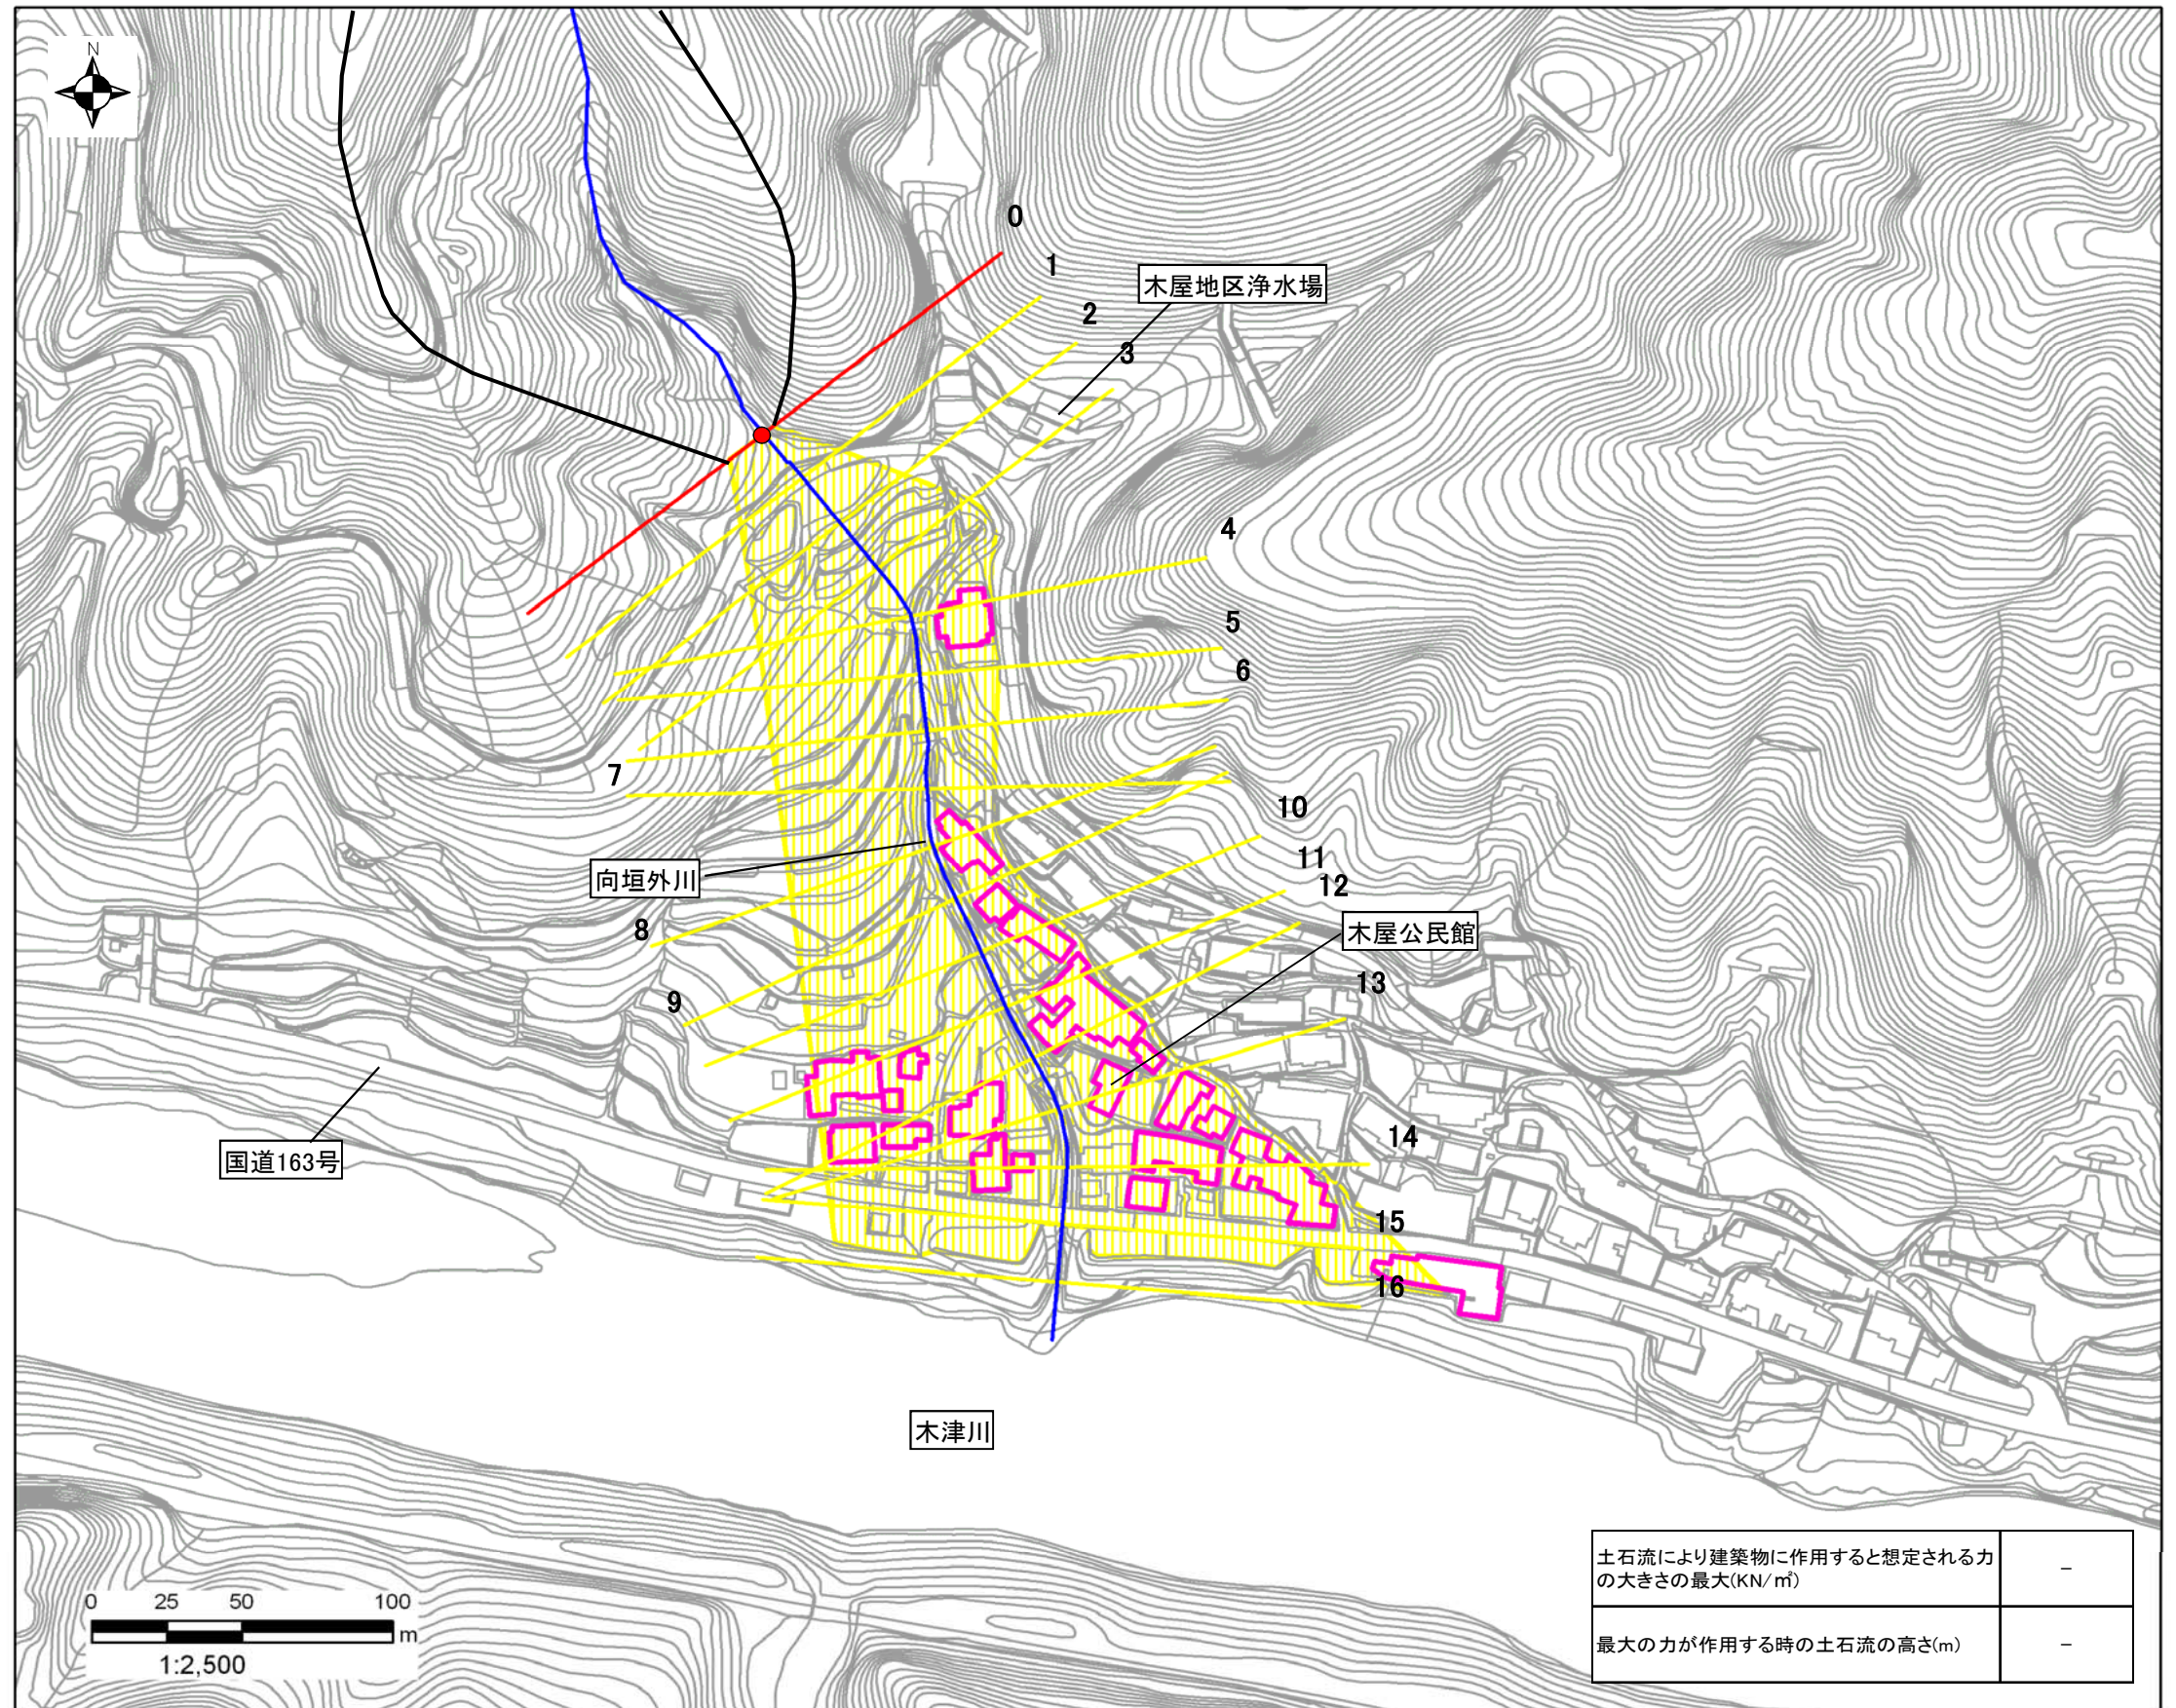 N
0
1
木屋地区浄水場
2
3
4
5
6
7
10
11
向垣外川
12
8
木屋公民館
13
9
14
国道163号
15
16
木津川
土石流により建築物に作用すると想定される力
の大きさの最大(KN/㎡)
－
最大の力が作用する時の土石流の高さ(m)
－
0 25 50 100
m
1:2,500